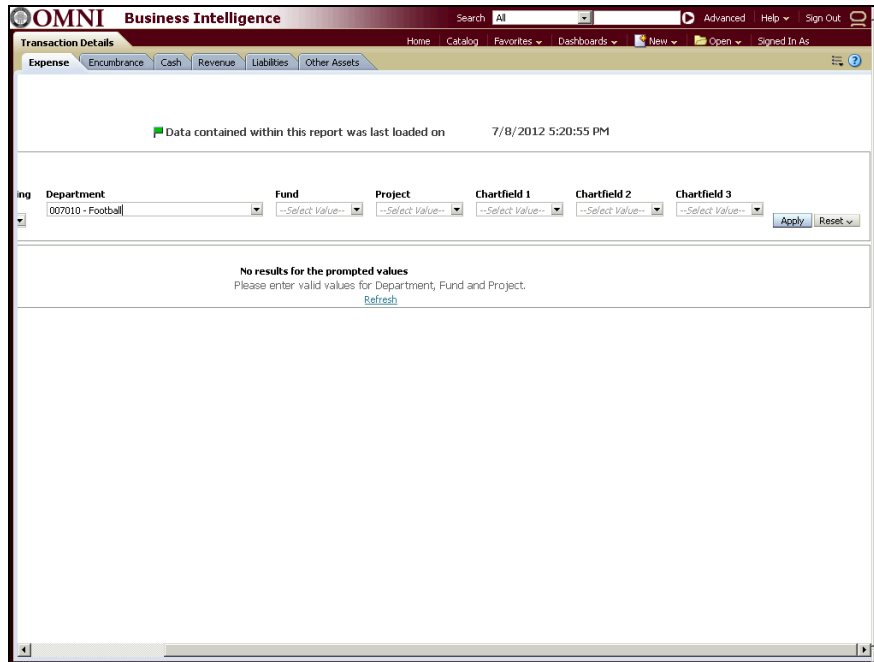 OMNI Business Intelligence Search All Advanced Help Sign Out
Transaction Details Home Catalog Favorites Dashboards New Open Signed In As
Expense Encumbrance Cash Revenue Liabilities Other Assets
Data contained within this report was last loaded on 7/8/2012 5:20:55 PM
ing Department Fund Project Chartfield 1 Chartfield 2 Chartfield 3
007010 - Football --Select Value-- --Select Value-- --Select Value-- --Select Value-- --Select Value--
Apply Reset
No results for the prompted values
Please enter valid values for Department, Fund and Project.
Refresh